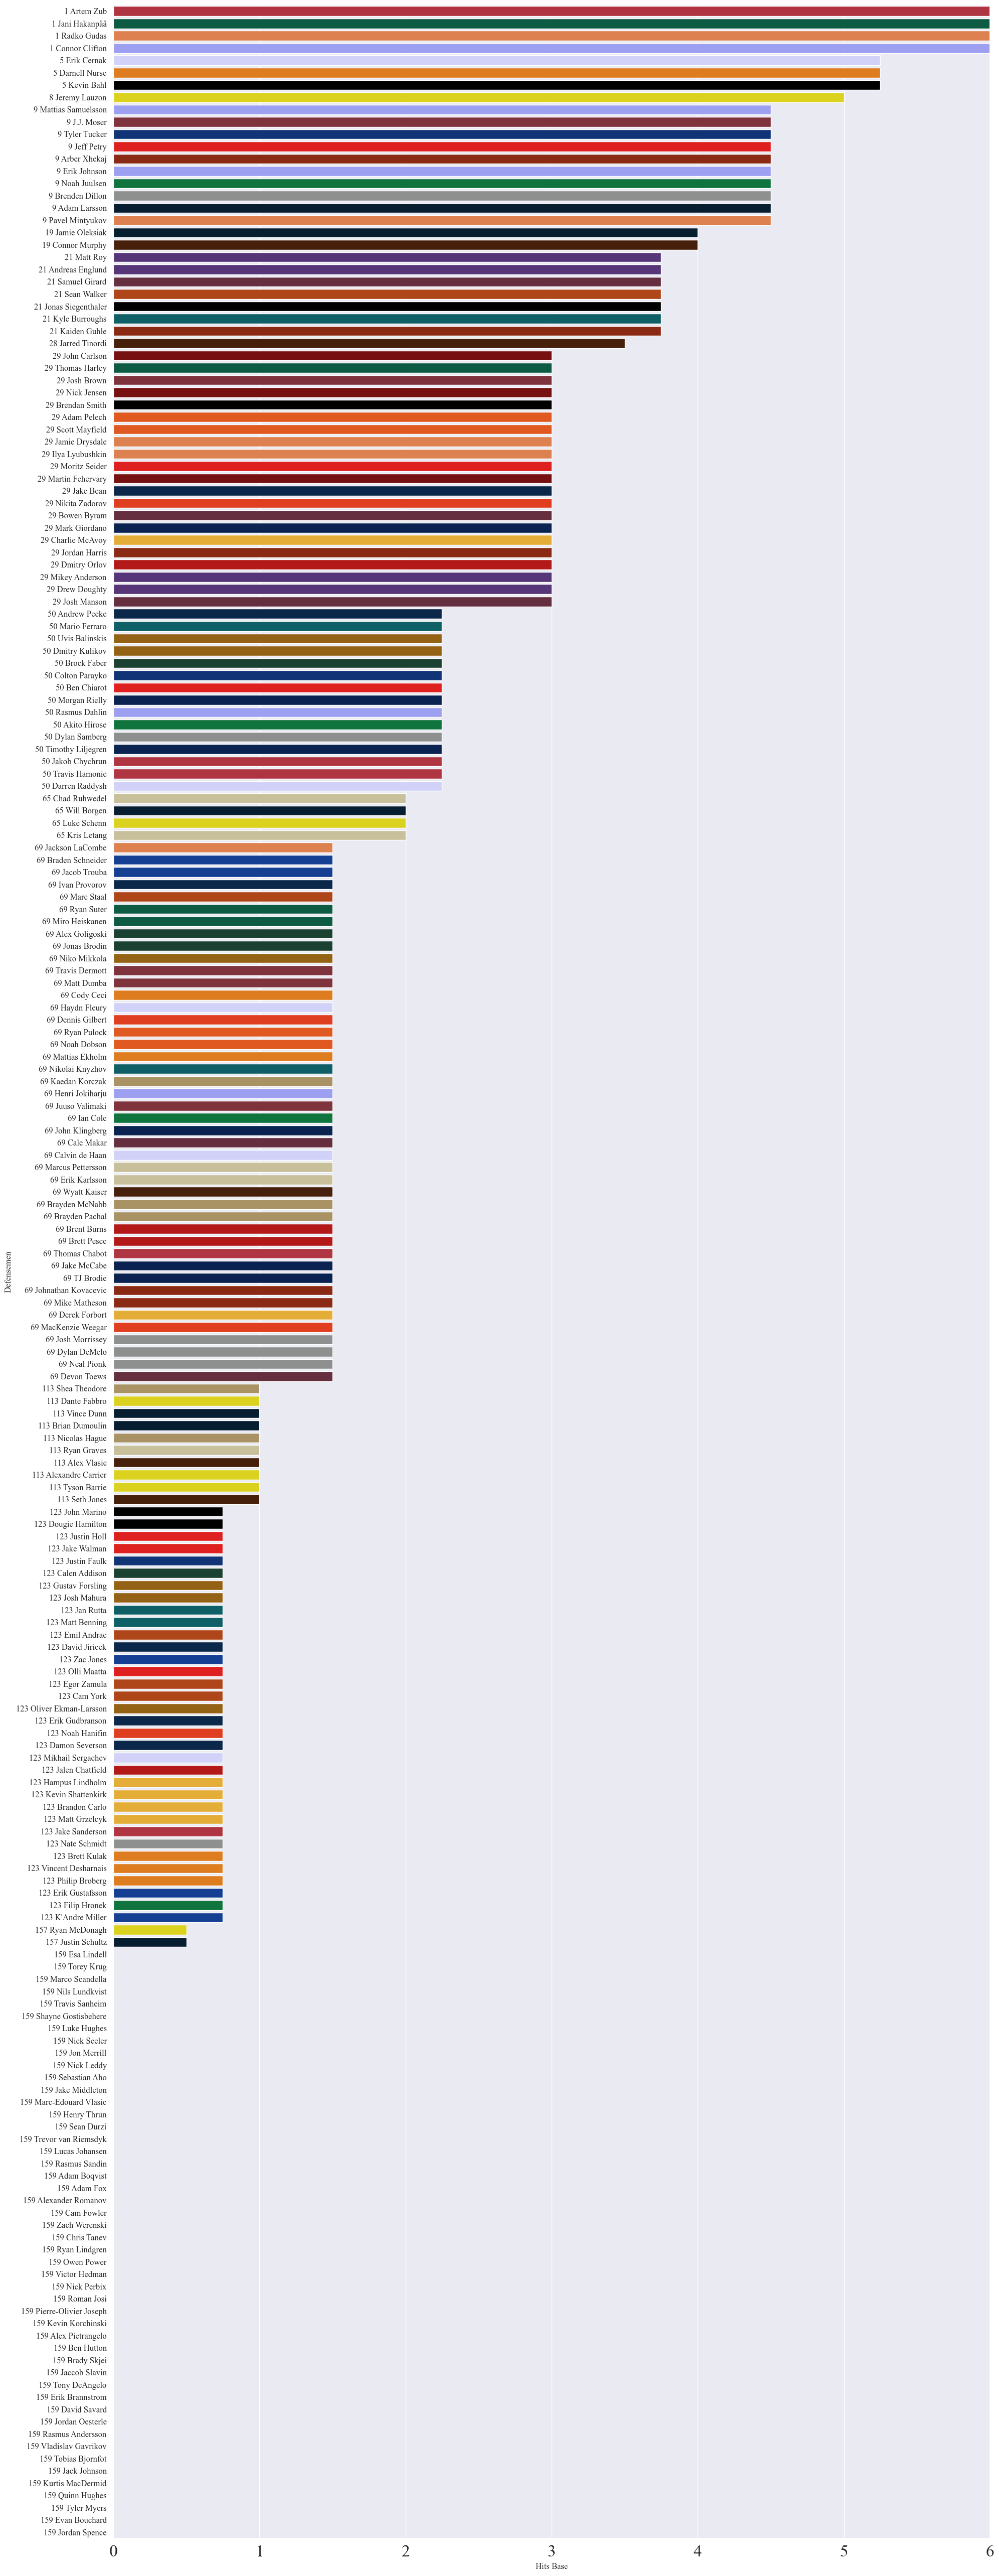 1 Artem Zub
1 Jani Hakanpää
1 Radko Gudas
1 Connor Clifton
5 Erik Cernak
5 Darnell Nurse
5 Kevin Bahl
8 Jeremy Lauzon
9 Mattias Samuelsson
9 J.J. Moser
9 Tyler Tucker
9 Jeff Petry
9 Arber Xhekaj
9 Erik Johnson
9 Noah Juulsen
9 Brenden Dillon
9 Adam Larsson
9 Pavel Mintyukov
19 Jamie Oleksiak
19 Connor Murphy
21 Matt Roy
21 Andreas Englund
21 Samuel Girard
21 Sean Walker
21 Jonas Siegenthaler
21 Kyle Burroughs
21 Kaiden Guhle
28 Jarred Tinordi
29 John Carlson
29 Thomas Harley
29 Josh Brown
29 Nick Jensen
29 Brendan Smith
29 Adam Pelech
29 Scott Mayfield
29 Jamie Drysdale
29 Ilya Lyubushkin
29 Moritz Seider
29 Martin Fehervary
29 Jake Bean
29 Nikita Zadorov
29 Bowen Byram
29 Mark Giordano
29 Charlie McAvoy
29 Jordan Harris
29 Dmitry Orlov
29 Mikey Anderson
29 Drew Doughty
29 Josh Manson
50 Andrew Peeke
50 Mario Ferraro
50 Uvis Balinskis
50 Dmitry Kulikov
50 Brock Faber
50 Colton Parayko
50 Ben Chiarot
50 Morgan Rielly
50 Rasmus Dahlin
50 Akito Hirose
50 Dylan Samberg
50 Timothy Liljegren
50 Jakob Chychrun
50 Travis Hamonic
50 Darren Raddysh
65 Chad Ruhwedel
65 Will Borgen
65 Luke Schenn
65 Kris Letang
69 Jackson LaCombe
69 Braden Schneider
69 Jacob Trouba
69 Ivan Provorov
69 Marc Staal
69 Ryan Suter
69 Miro Heiskanen
69 Alex Goligoski
69 Jonas Brodin
69 Niko Mikkola
69 Travis Dermott
69 Matt Dumba
69 Cody Ceci
69 Haydn Fleury
69 Dennis Gilbert
69 Ryan Pulock
69 Noah Dobson
69 Mattias Ekholm
69 Nikolai Knyzhov
69 Kaedan Korczak
69 Henri Jokiharju
69 Juuso Valimaki
69 Ian Cole
69 John Klingberg
69 Cale Makar
69 Calvin de Haan
69 Marcus Pettersson
69 Erik Karlsson
69 Wyatt Kaiser
69 Brayden McNabb
69 Brayden Pachal
69 Brent Burns
69 Brett Pesce
69 Thomas Chabot
69 Jake McCabe
69 TJ Brodie
69 Johnathan Kovacevic
69 Mike Matheson
69 Derek Forbort
69 MacKenzie Weegar
69 Josh Morrissey
69 Dylan DeMelo
69 Neal Pionk
69 Devon Toews
113 Shea Theodore
113 Dante Fabbro
113 Vince Dunn
113 Brian Dumoulin
113 Nicolas Hague
113 Ryan Graves
113 Alex Vlasic
113 Alexandre Carrier
113 Tyson Barrie
113 Seth Jones
123 John Marino
123 Dougie Hamilton
123 Justin Holl
123 Jake Walman
123 Justin Faulk
123 Calen Addison
123 Gustav Forsling
123 Josh Mahura
123 Jan Rutta
123 Matt Benning
123 Emil Andrae
123 David Jiricek
123 Zac Jones
123 Olli Maatta
123 Egor Zamula
123 Cam York
123 Oliver Ekman-Larsson
123 Erik Gudbranson
123 Noah Hanifin
123 Damon Severson
123 Mikhail Sergachev
123 Jalen Chatfield
123 Hampus Lindholm
123 Kevin Shattenkirk
123 Brandon Carlo
123 Matt Grzelcyk
123 Jake Sanderson
123 Nate Schmidt
123 Brett Kulak
123 Vincent Desharnais
123 Philip Broberg
123 Erik Gustafsson
123 Filip Hronek
123 K'Andre Miller
157 Ryan McDonagh
157 Justin Schultz
159 Esa Lindell
159 Torey Krug
159 Marco Scandella
159 Nils Lundkvist
159 Travis Sanheim
159 Shayne Gostisbehere
159 Luke Hughes
159 Nick Seeler
159 Jon Merrill
159 Nick Leddy
159 Sebastian Aho
159 Jake Middleton
159 Marc-Edouard Vlasic
159 Henry Thrun
159 Sean Durzi
159 Trevor van Riemsdyk
159 Lucas Johansen
159 Rasmus Sandin
159 Adam Boqvist
159 Adam Fox
159 Alexander Romanov
159 Cam Fowler
159 Zach Werenski
159 Chris Tanev
159 Ryan Lindgren
159 Owen Power
159 Victor Hedman
159 Nick Perbix
159 Roman Josi
159 Pierre-Olivier Joseph
159 Kevin Korchinski
159 Alex Pietrangelo
159 Ben Hutton
159 Brady Skjei
159 Jaccob Slavin
159 Tony DeAngelo
159 Erik Brannstrom
159 David Savard
159 Jordan Oesterle
159 Rasmus Andersson
159 Vladislav Gavrikov
159 Tobias Bjornfot
159 Jack Johnson
159 Kurtis MacDermid
159 Quinn Hughes
159 Tyler Myers
159 Evan Bouchard
159 Jordan Spence
Defensemen
0 1 2 3 4 5 6
Hits Base